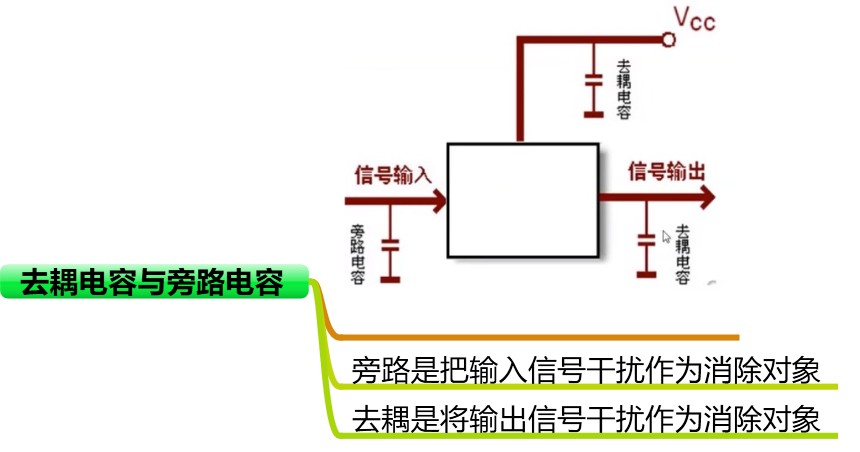 Vcc
去耦电容
信号输入
信号输出
旁路电容
去耦电容
去耦电容与旁路电容
旁路是把输入信号干扰作为消除对象
去耦是将输出信号干扰作为消除对象